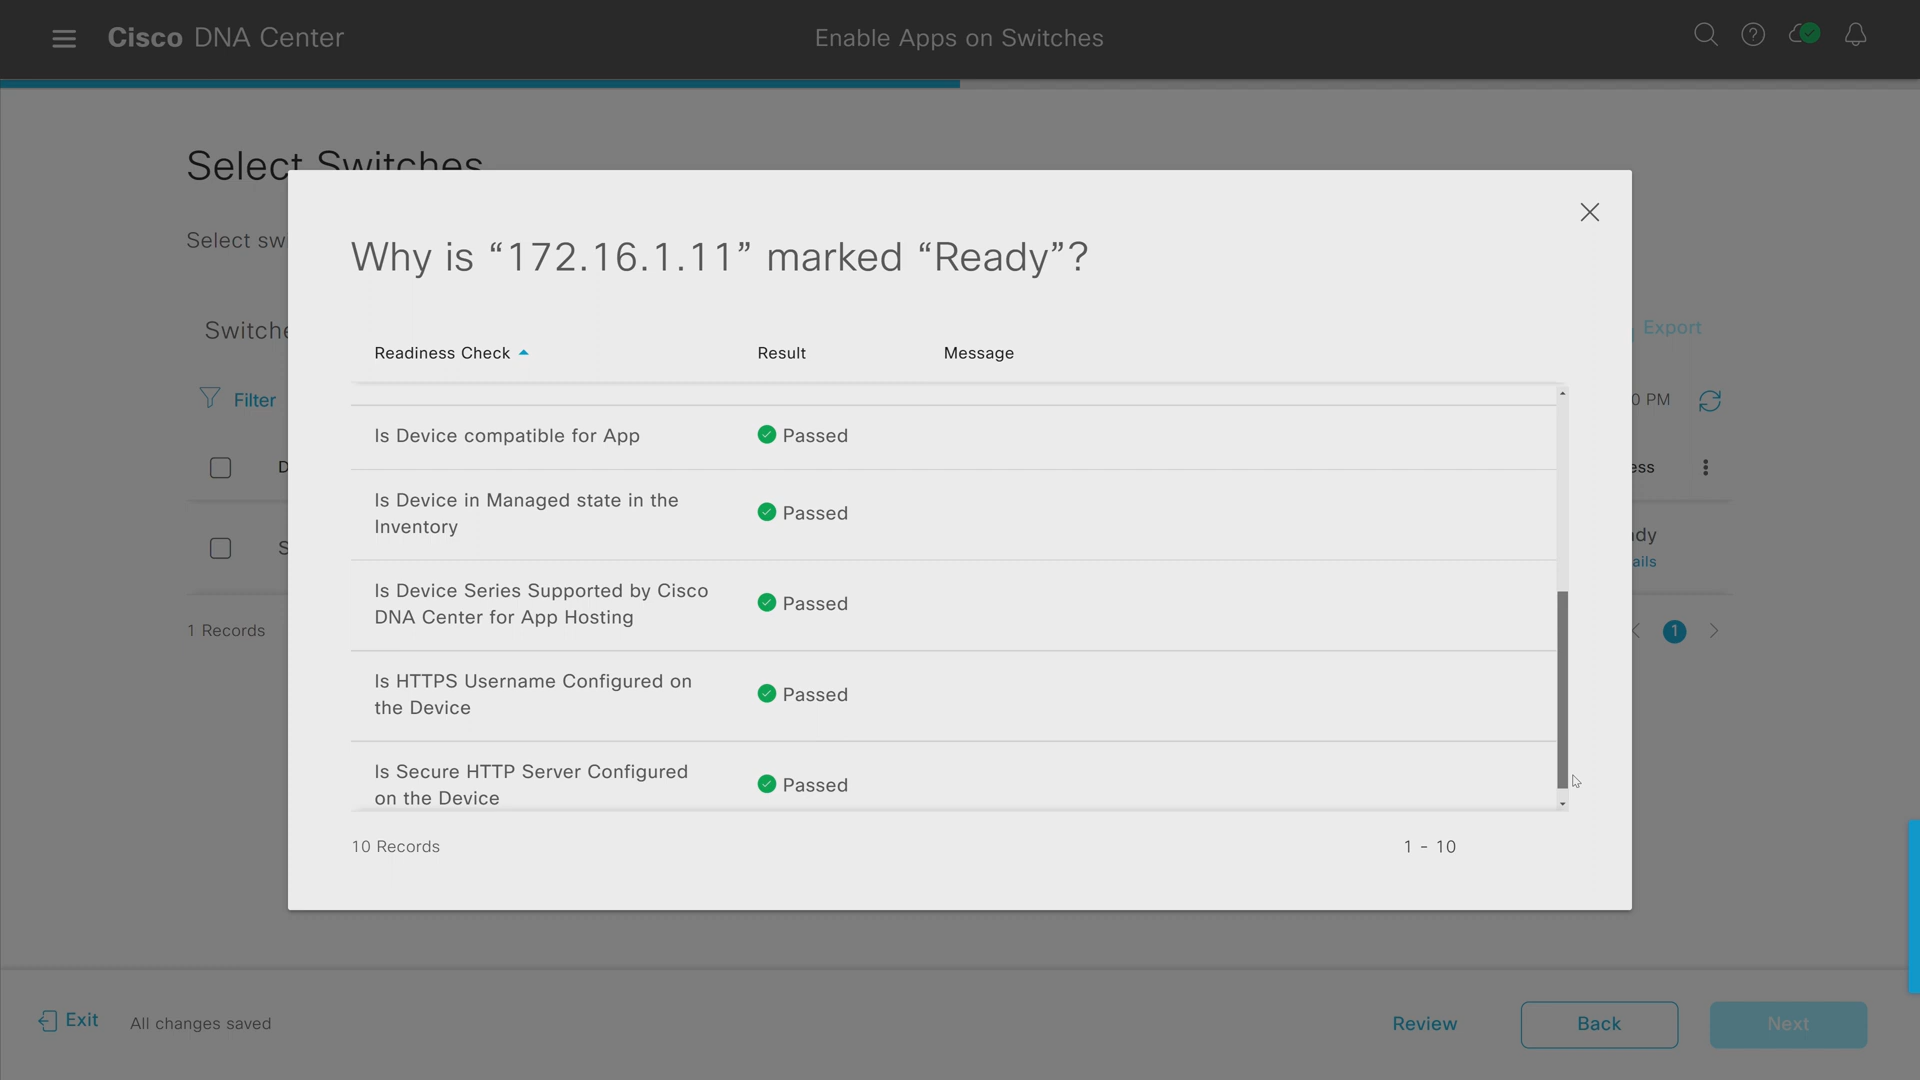 Cisco DNA Center
Enable Apps on Switches
Select Switches
Select sw
Why is “172.16.1.11” marked “Ready”?
Switche
Export
Readiness Check
Result
Message
Filter
0 PM
Is Device compatible for App
Passed
D
ess
Is Device in Managed state in the
Inventory
Passed
S
ady
ails
Is Device Series Supported by Cisco
DNA Center for App Hosting
Passed
1 Records
1
Is HTTPS Username Configured on
the Device
Passed
Is Secure HTTP Server Configured
on the Device
Passed
10 Records
1 - 10
Exit
All changes saved
Review
Back
Next